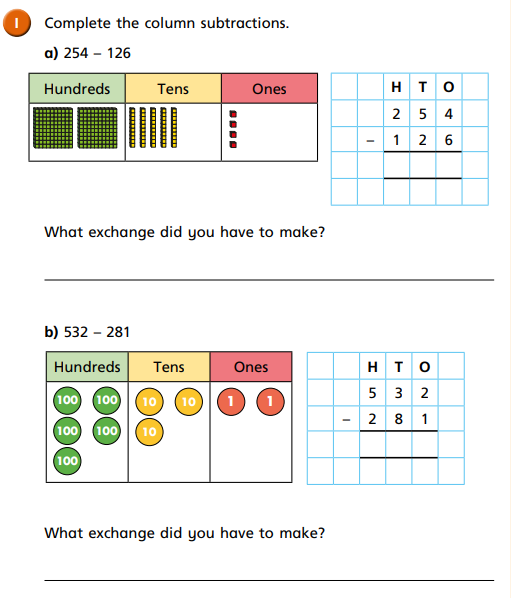 1 Complete the column subtractions.
a) 254 – 126
Hundreds Tens Ones
H T O
2 5 4
– 1 2 6
What exchange did you have to make?
b) 532 – 281
Hundreds Tens Ones
100 100 10 10 1 1
100 100 10
100
H T O
5 3 2
– 2 8 1
What exchange did you have to make?